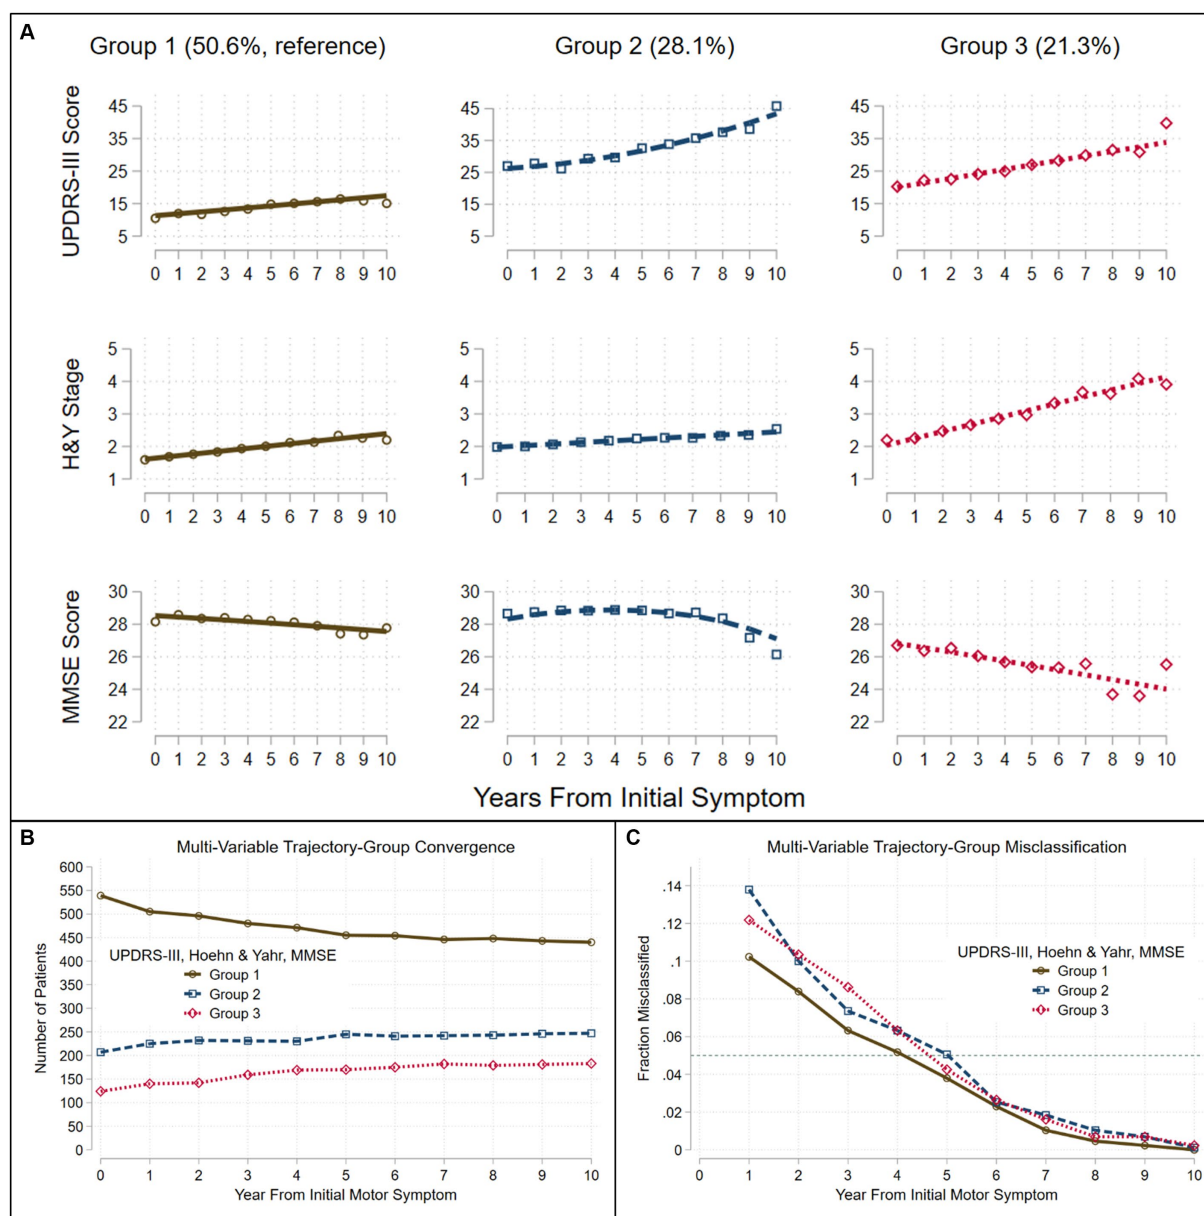 A
Group 1 (50.6%, reference)
Group 2 (28.1%)
Group 3 (21.3%)
UPDRS-III Score
45
35
25
15
5
0 1 2 3 4 5 6 7 8 9 10
45
35
25
15
5
0 1 2 3 4 5 6 7 8 9 10
45
35
25
15
5
0 1 2 3 4 5 6 7 8 9 10
H&Y Stage
5
4
3
2
1
0 1 2 3 4 5 6 7 8 9 10
5
4
3
2
1
0 1 2 3 4 5 6 7 8 9 10
5
4
3
2
1
0 1 2 3 4 5 6 7 8 9 10
MMSE Score
30
28
26
24
22
0 1 2 3 4 5 6 7 8 9 10
30
28
26
24
22
0 1 2 3 4 5 6 7 8 9 10
30
28
26
24
22
0 1 2 3 4 5 6 7 8 9 10
Years From Initial Symptom
B
Multi-Variable Trajectory-Group Convergence
Number of Patients
600
550
500
450
400
350
300
250
200
150
100
50
0
UPDRS-III, Hoehn & Yahr, MMSE
Group 1
Group 2
Group 3
0 1 2 3 4 5 6 7 8 9 10
Year From Initial Motor Symptom
C
Multi-Variable Trajectory-Group Misclassification
Fraction Misclassified
.14
.12
.1
.08
.06
.04
.02
0
UPDRS-III, Hoehn & Yahr, MMSE
Group 1
Group 2
Group 3
0 1 2 3 4 5 6 7 8 9 10
Year From Initial Motor Symptom